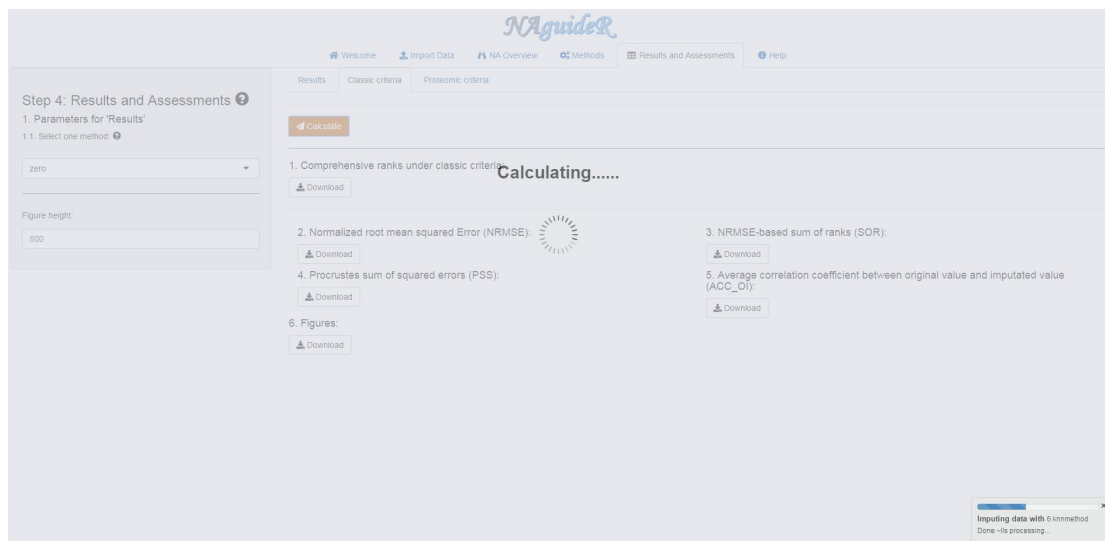 NAguideR
Welcome Import Data NA Overview Methods Results and Assessments Help
Results Classic criteria Proteomic criteria
Step 4: Results and Assessments
1. Parameters for 'Results'
1.1. Select one method:
zero
Figure height:
600
Calculate
1. Comprehensive ranks under classic criteria:
Download
Calculating......
2. Normalized root mean squared Error (NRMSE):
Download
3. NRMSE-based sum of ranks (SOR):
Download
4. Procrustes sum of squared errors (PSS):
Download
5. Average correlation coefficient between original value and imputated value
(ACC_OI):
Download
6. Figures:
Download
Imputing data with 6 knnmethod
Done ~lls processing...